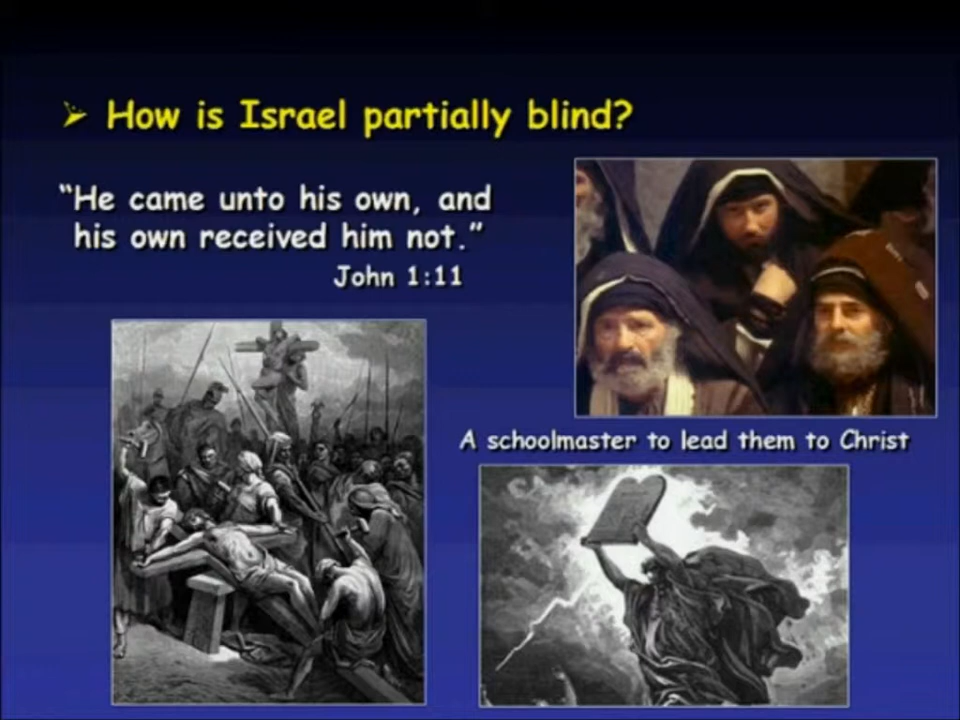 How is Israel partially blind?
“He came unto his own, and
his own received him not.”
John 1:11
A schoolmaster to lead them to Christ